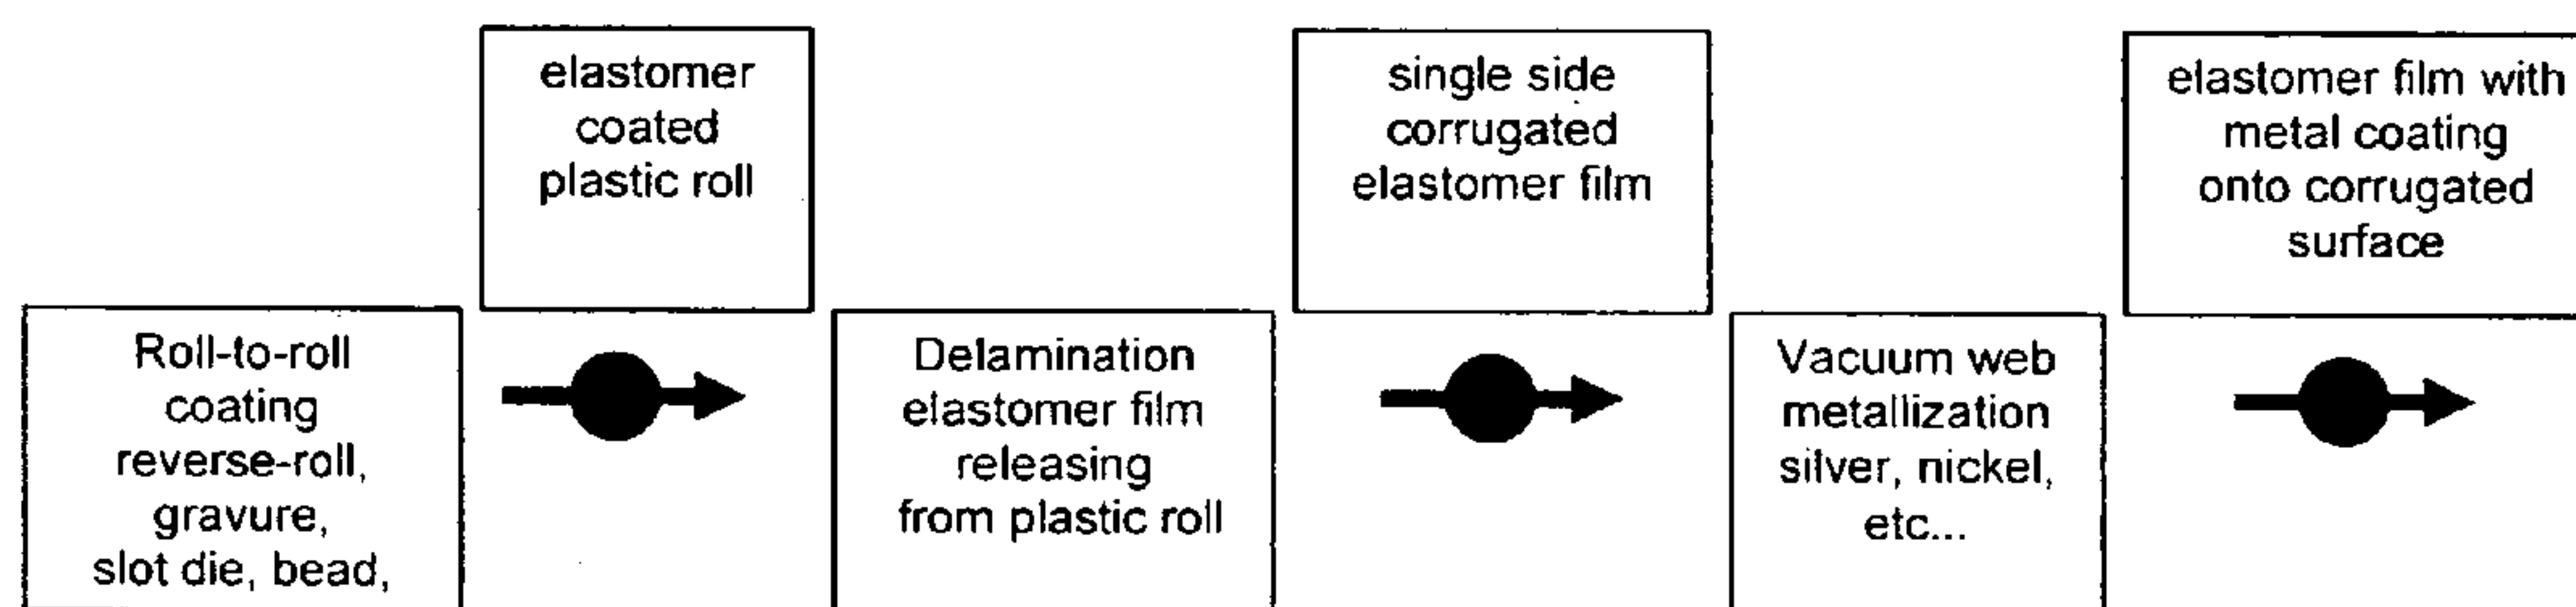 elastomer
coated
plastic roll
single side
corrugated
elastomer film
elastomer film with
metal coating
onto corrugated
surface
Roll-to-roll
coating
reverse-roll,
gravure,
slot die, bead,
Delamination
elastomer film
releasing
from plastic roll
Vacuum web
metallization
silver, nickel,
etc...